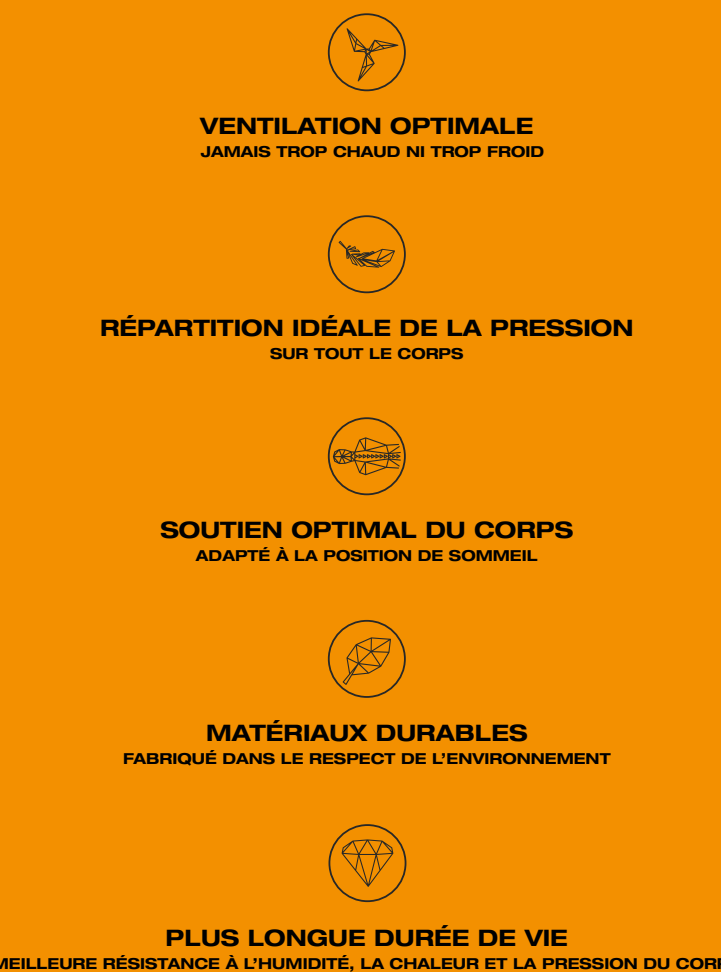 VENTILATION OPTIMALE
JAMAIS TROP CHAUD NI TROP FROID
RÉPARTITION IDÉALE DE LA PRESSION
SUR TOUT LE CORPS
SOUTIEN OPTIMAL DU CORPS
ADAPTÉ À LA POSITION DE SOMMEIL
MATÉRIAUX DURABLES
FABRIQUÉ DANS LE RESPECT DE L’ENVIRONNEMENT
PLUS LONGUE DURÉE DE VIE
MEILLEURE RÉSISTANCE À L’HUMIDITÉ, LA CHALEUR ET LA PRESSION DU